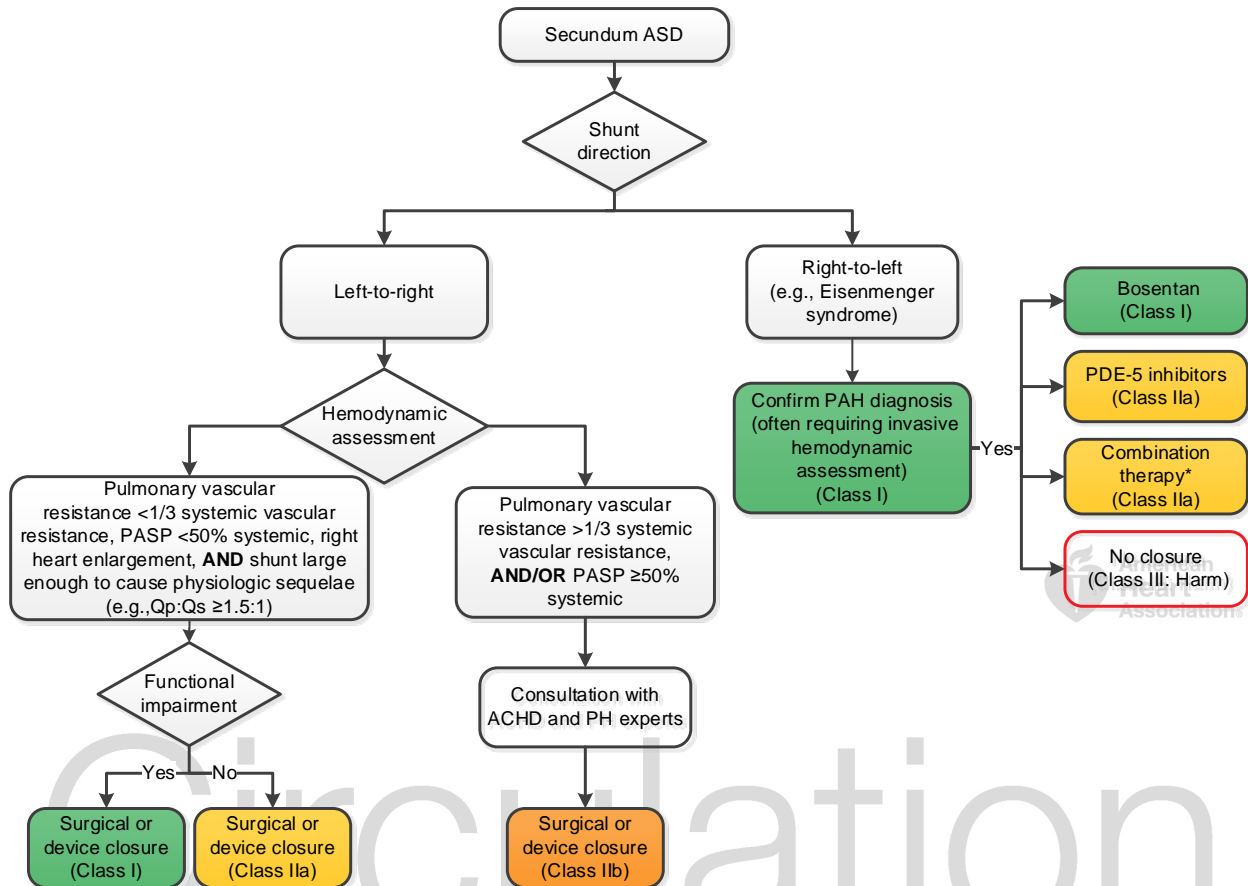 Secundum ASD
Shunt
direction
Left-to-right
Right-to-left
(e.g., Eisenmenger
syndrome)
Bosentan
(Class I)
PDE-5 inhibitors
(Class IIa)
Combination
therapy*
(Class IIa)
No closure
(Class III: Harm)
American
Heart
Association®
Yes
Confirm PAH diagnosis
(often requiring invasive
hemodynamic
assessment)
(Class I)
Hemodynamic
assessment
Pulmonary vascular
resistance <1/3 systemic vascular
resistance, PASP <50% systemic, right
heart enlargement, AND shunt large
enough to cause physiologic sequelae
(e.g.,Qp:Qs ≥1.5:1)
Pulmonary vascular
resistance >1/3 systemic
vascular resistance,
AND/OR PASP ≥50%
systemic
Functional
impairment
Consultation with
ACHD and PH experts
Yes
No
Surgical or
device closure
(Class I)
Surgical or
device closure
(Class IIa)
Surgical or
device closure
(Class IIb)
Circulation